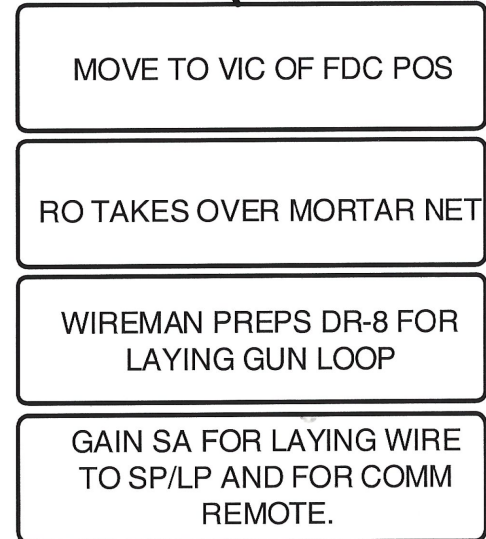 MOVE TO VIC OF FDC POS
RO TAKES OVER MORTAR NET
WIREMAN PREPS DR-8 FOR
LAYING GUN LOOP
GAIN SA FOR LAYING WIRE
TO SP/LP AND FOR COMM
REMOTE.